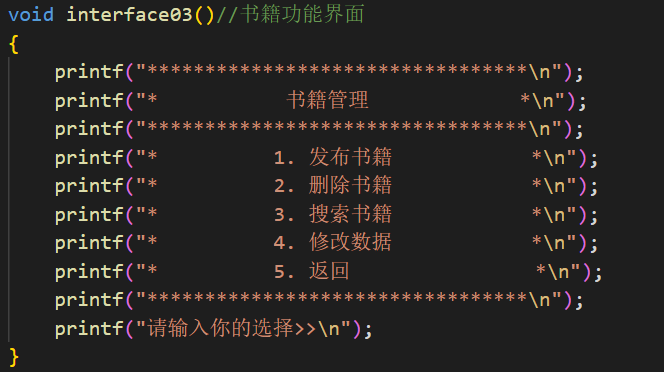 void interface03()//书籍功能界面
{
    printf("*********************************\n");
    printf("*           书籍管理             *\n");
    printf("*********************************\n");
    printf("*          1. 发布书籍            *\n");
    printf("*          2. 删除书籍            *\n");
    printf("*          3. 搜索书籍            *\n");
    printf("*          4. 修改数据            *\n");
    printf("*          5. 返回                *\n");
    printf("*********************************\n");
    printf("请输入你的选择>>\n");
}